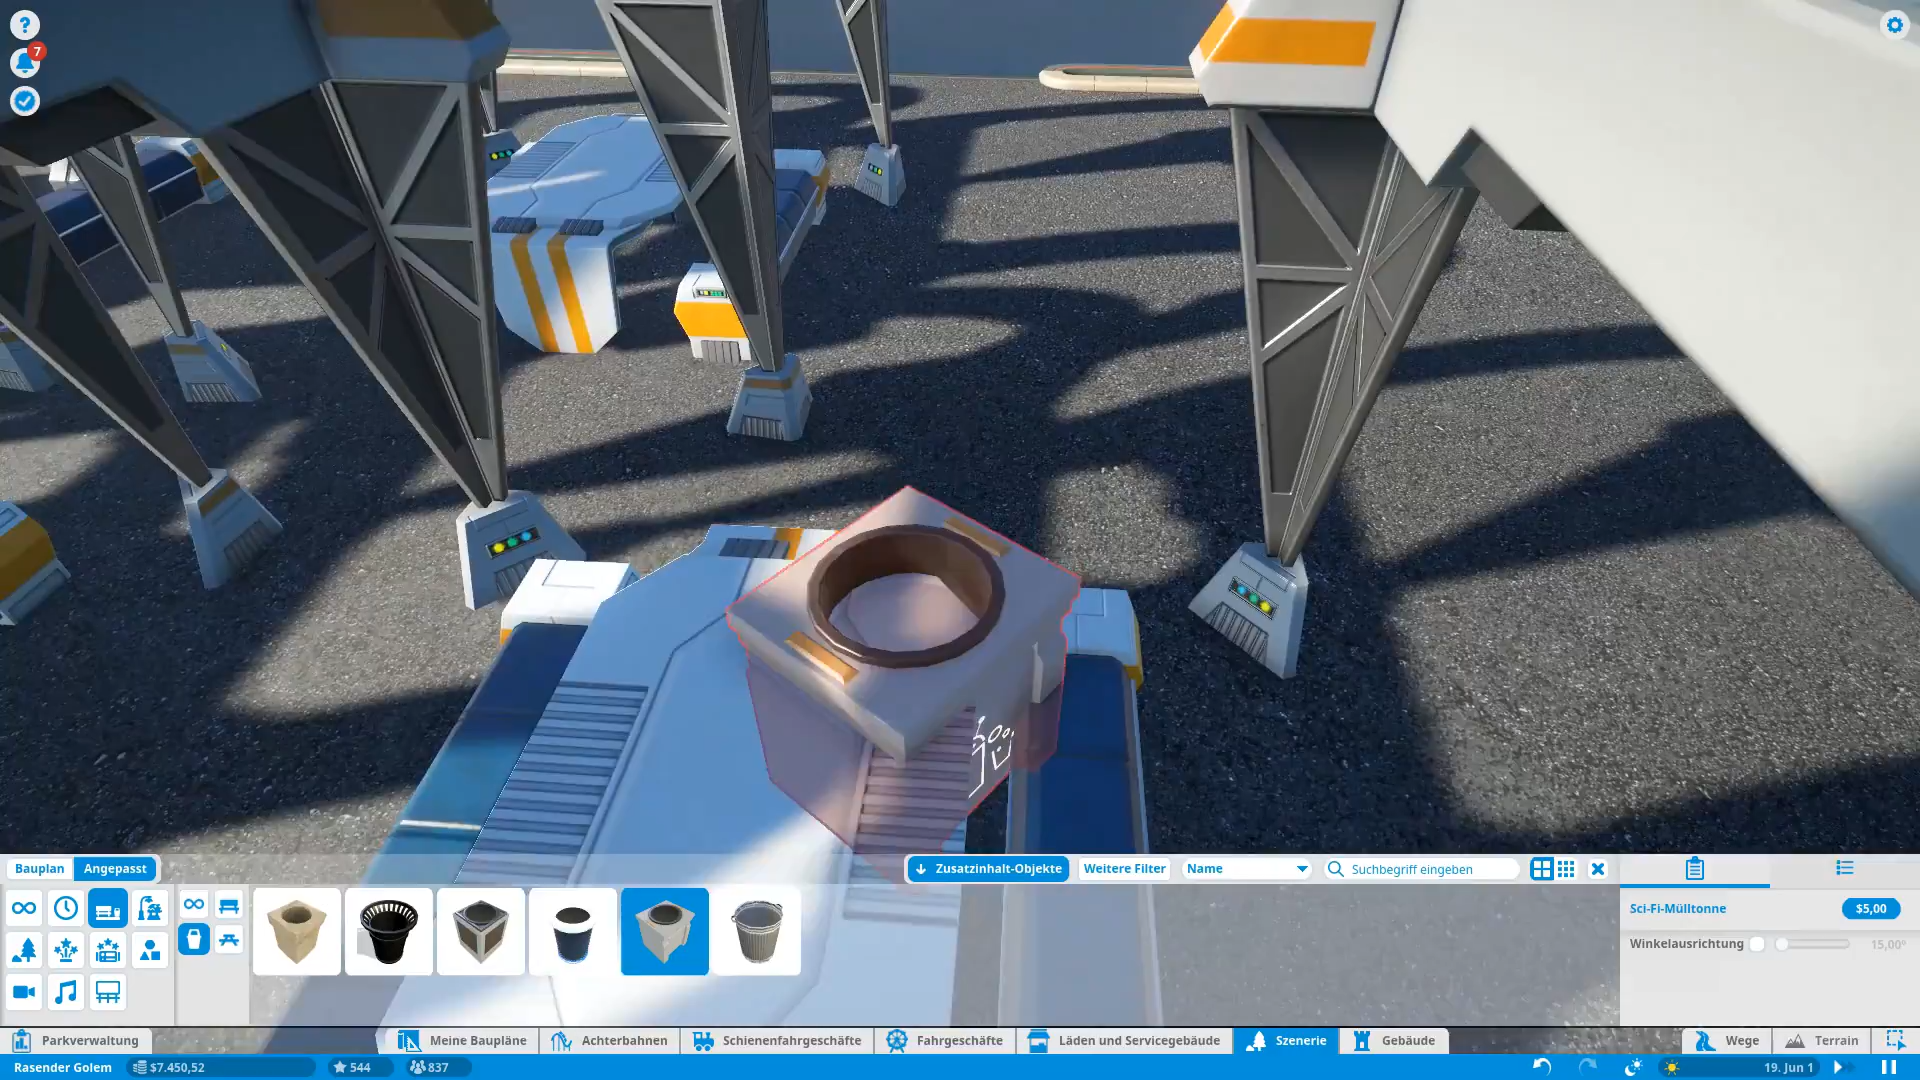 7
Bauplan
Angepasst
Zusatzinhalt-Objekte
Weitere Filter
Name
Suchbegriff eingeben
Sci-Fi-Mülltonne
$5,00
Winkelausrichtung
15,00°
Parkverwaltung
Meine Baupläne
Achterbahnen
Schienenfahrgeschäfte
Fahrgeschäfte
Läden und Servicegebäude
Szenerie
Gebäude
Wege
Terrain
Rasender Golem
$7.450,52
544
837
19. Jun 1